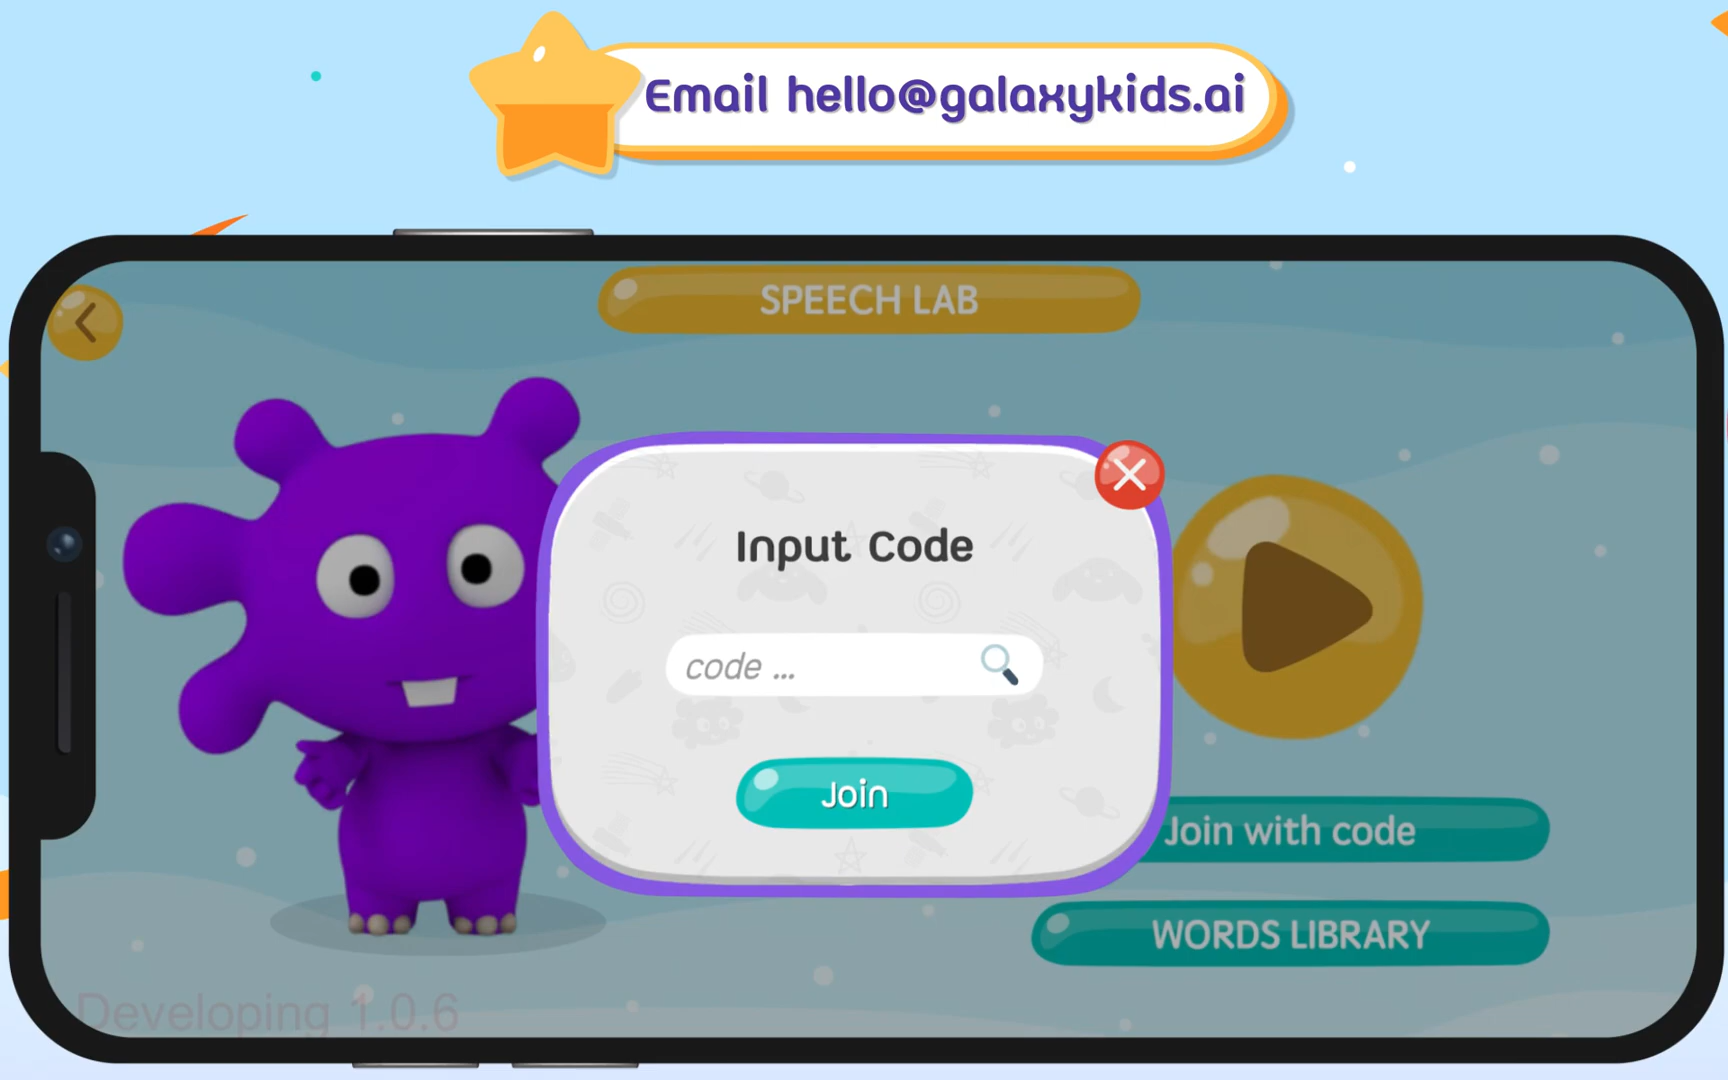 Email hello@galaxykids.ai
SPEECH LAB
Input Code
code ...
Join
Join with code
WORDS LIBRARY
Developing 1.0.6